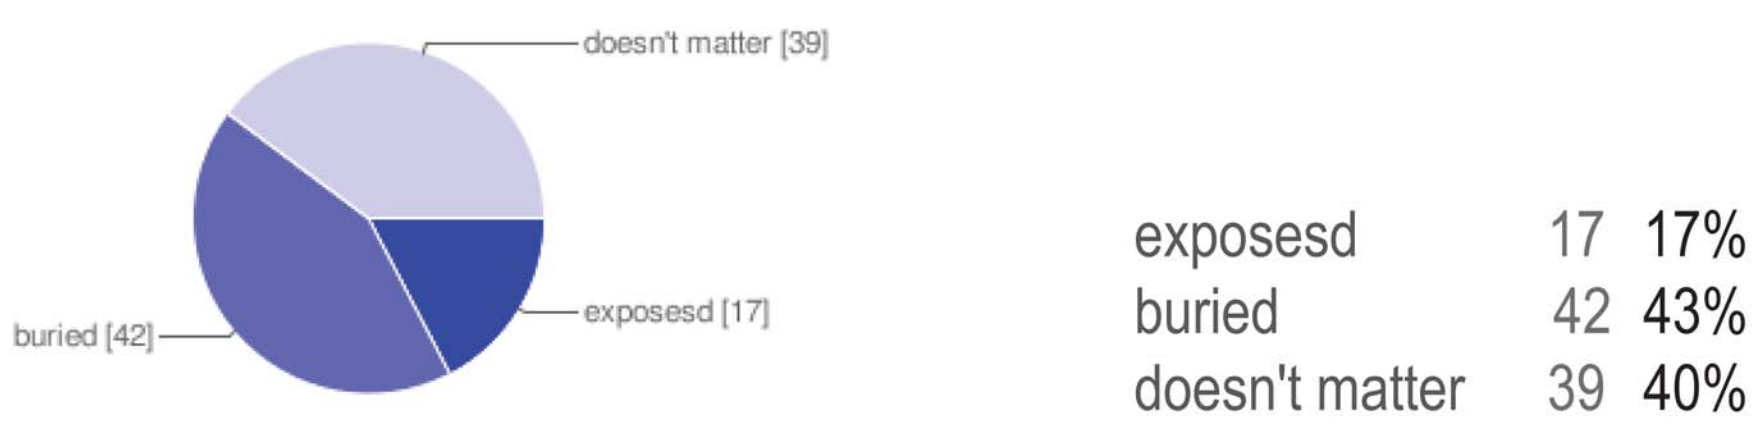 doesn't matter [39]
exposesd [17]
buried [42]
exposesd 17 17%
buried 42 43%
doesn't matter 39 40%